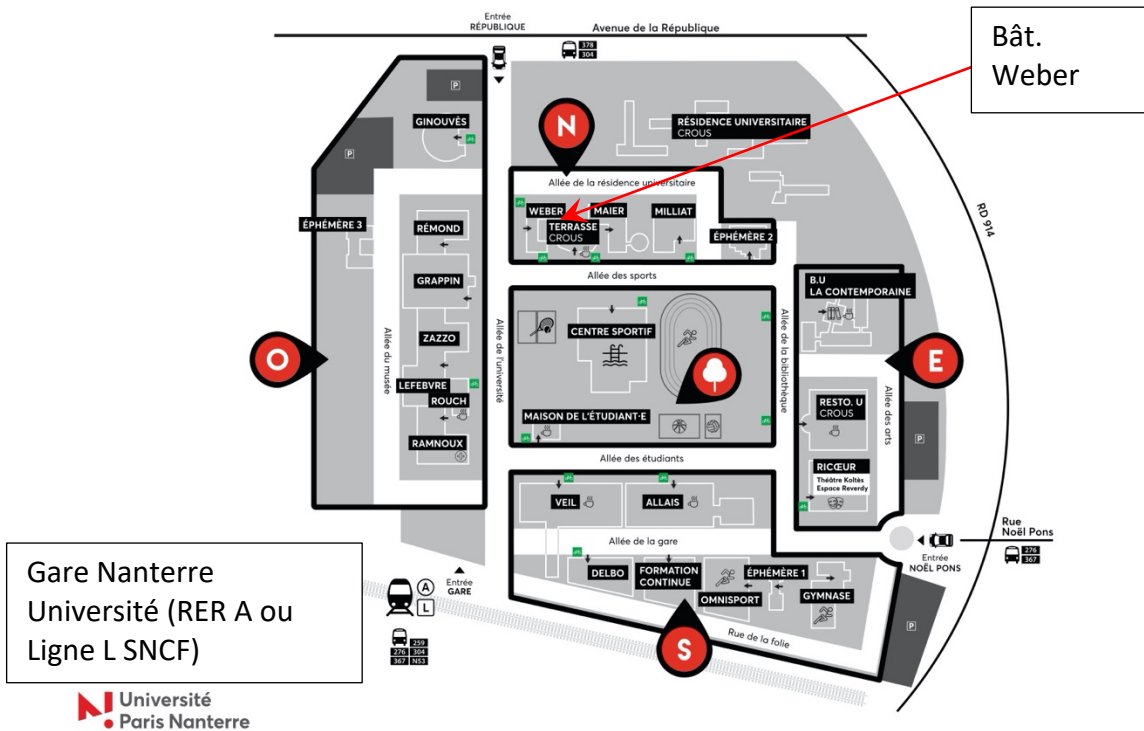 Entrée
RÉPUBLIQUE
Avenue de la République
378
304
Bât.
Weber
P
GINOUVÈS
N
RÉSIDENCE UNIVERSITAIRE
CROUS
P
Allée de la résidence universitaire
RD 914
ÉPHÉMÈRE 3
RÉMOND
WEBER
MAIER
MILLIAT
TERRASSE
CROUS
ÉPHÉMÈRE 2
Allée des sports
GRAPPIN
B.U
LA CONTEMPORAINE
CENTRE SPORTIF
ZAZZO
O
E
Allée du musée
Allée de l'université
Allée de la bibliothèque
Allée des arts
LEFEBVRE
ROUCH
RAMNOUX
MAISON DE L'ÉTUDIANT·E
RESTO. U
CROUS
P
Allée des étudiants
RICŒUR
Théâtre Koltès
Espace Reverdy
VEIL
ALLAIS
Rue
Noël Pons
276
367
Entrée
NOËL PONS
Allée de la gare
DELBO
FORMATION
CONTINUE
OMNISPORT
ÉPHÉMÈRE 1
GYMNASE
Entrée
GARE
A
L
259
276 304
367 N53
Gare Nanterre
Université (RER A ou
Ligne L SNCF)
S
Rue de la folie
P
Université
Paris Nanterre